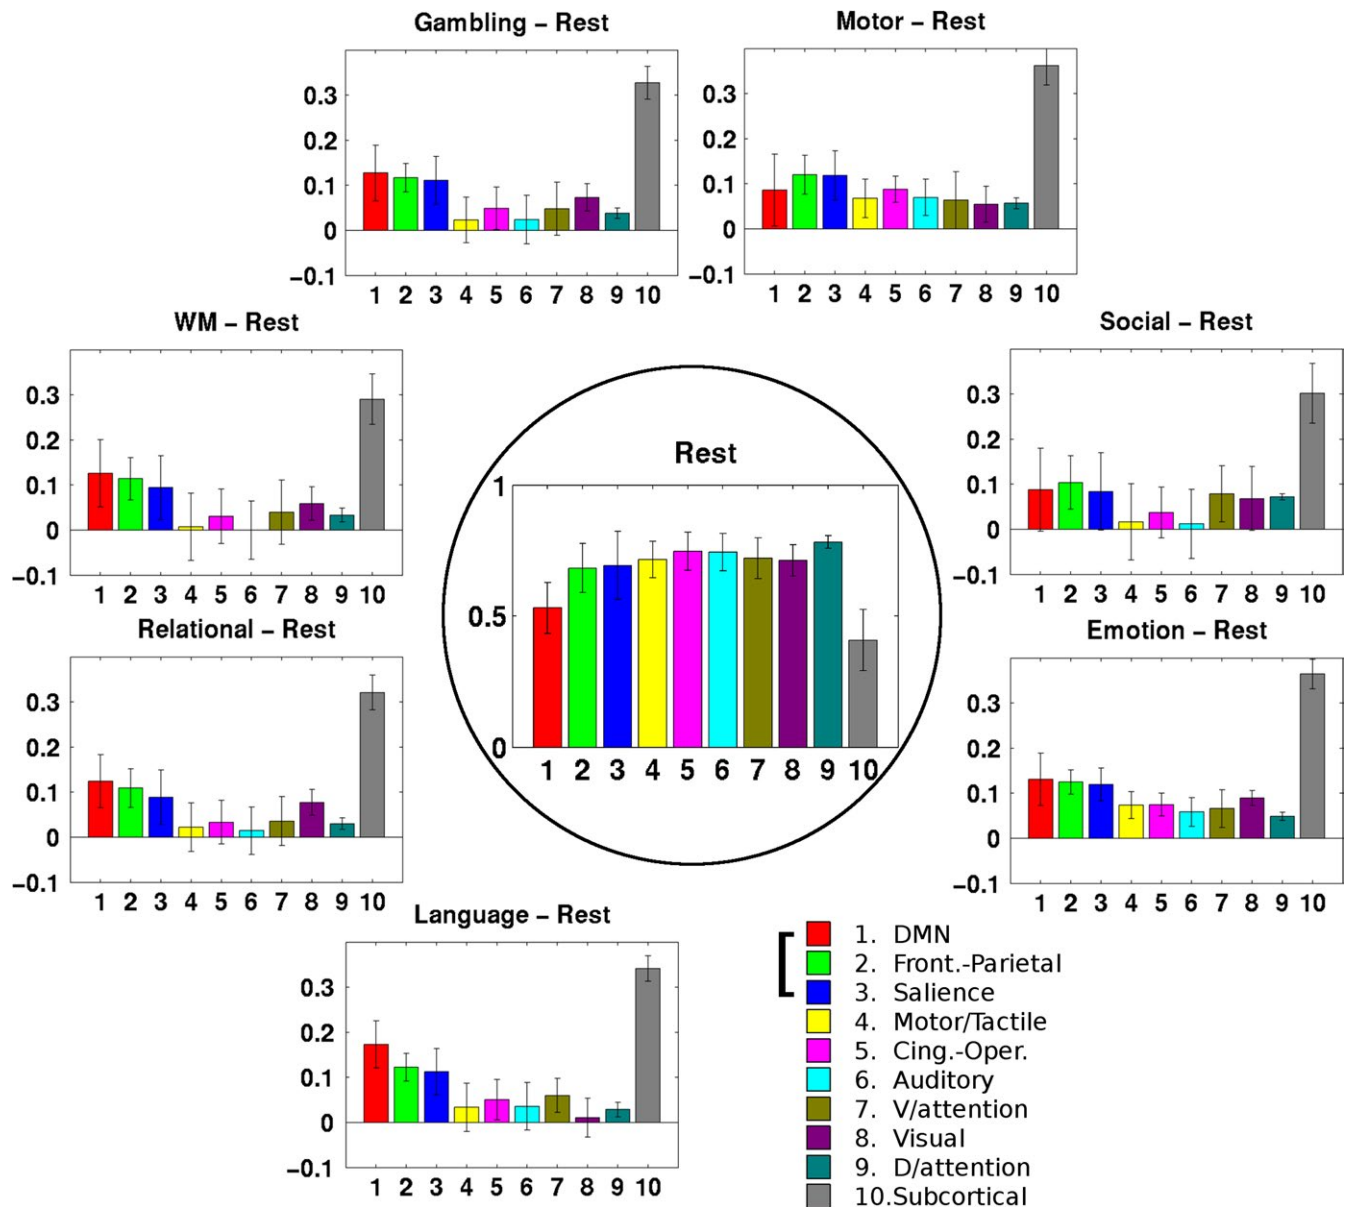 Gambling – Rest
0.3
0.2
0.1
0
–0.1
1 2 3 4 5 6 7 8 9 10
Motor – Rest
0.3
0.2
0.1
0
–0.1
1 2 3 4 5 6 7 8 9 10
WM – Rest
0.3
0.2
0.1
0
–0.1
1 2 3 4 5 6 7 8 9 10
Rest
1
0.5
0
1 2 3 4 5 6 7 8 9 10
Social – Rest
0.3
0.2
0.1
0
–0.1
1 2 3 4 5 6 7 8 9 10
Relational – Rest
0.3
0.2
0.1
0
–0.1
1 2 3 4 5 6 7 8 9 10
Emotion – Rest
0.3
0.2
0.1
0
–0.1
1 2 3 4 5 6 7 8 9 10
Language – Rest
0.3
0.2
0.1
0
–0.1
1 2 3 4 5 6 7 8 9 10
1. DMN
2. Front.-Parietal
3. Salience
4. Motor/Tactile
5. Cing.-Oper.
6. Auditory
7. V/attention
8. Visual
9. D/attention
10.Subcortical